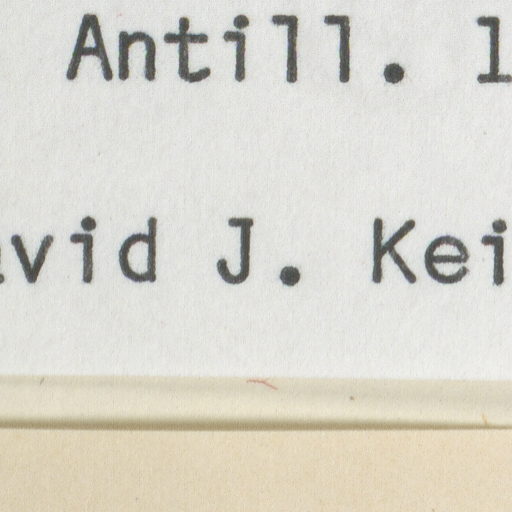 Antill. 1
avid J. Kei